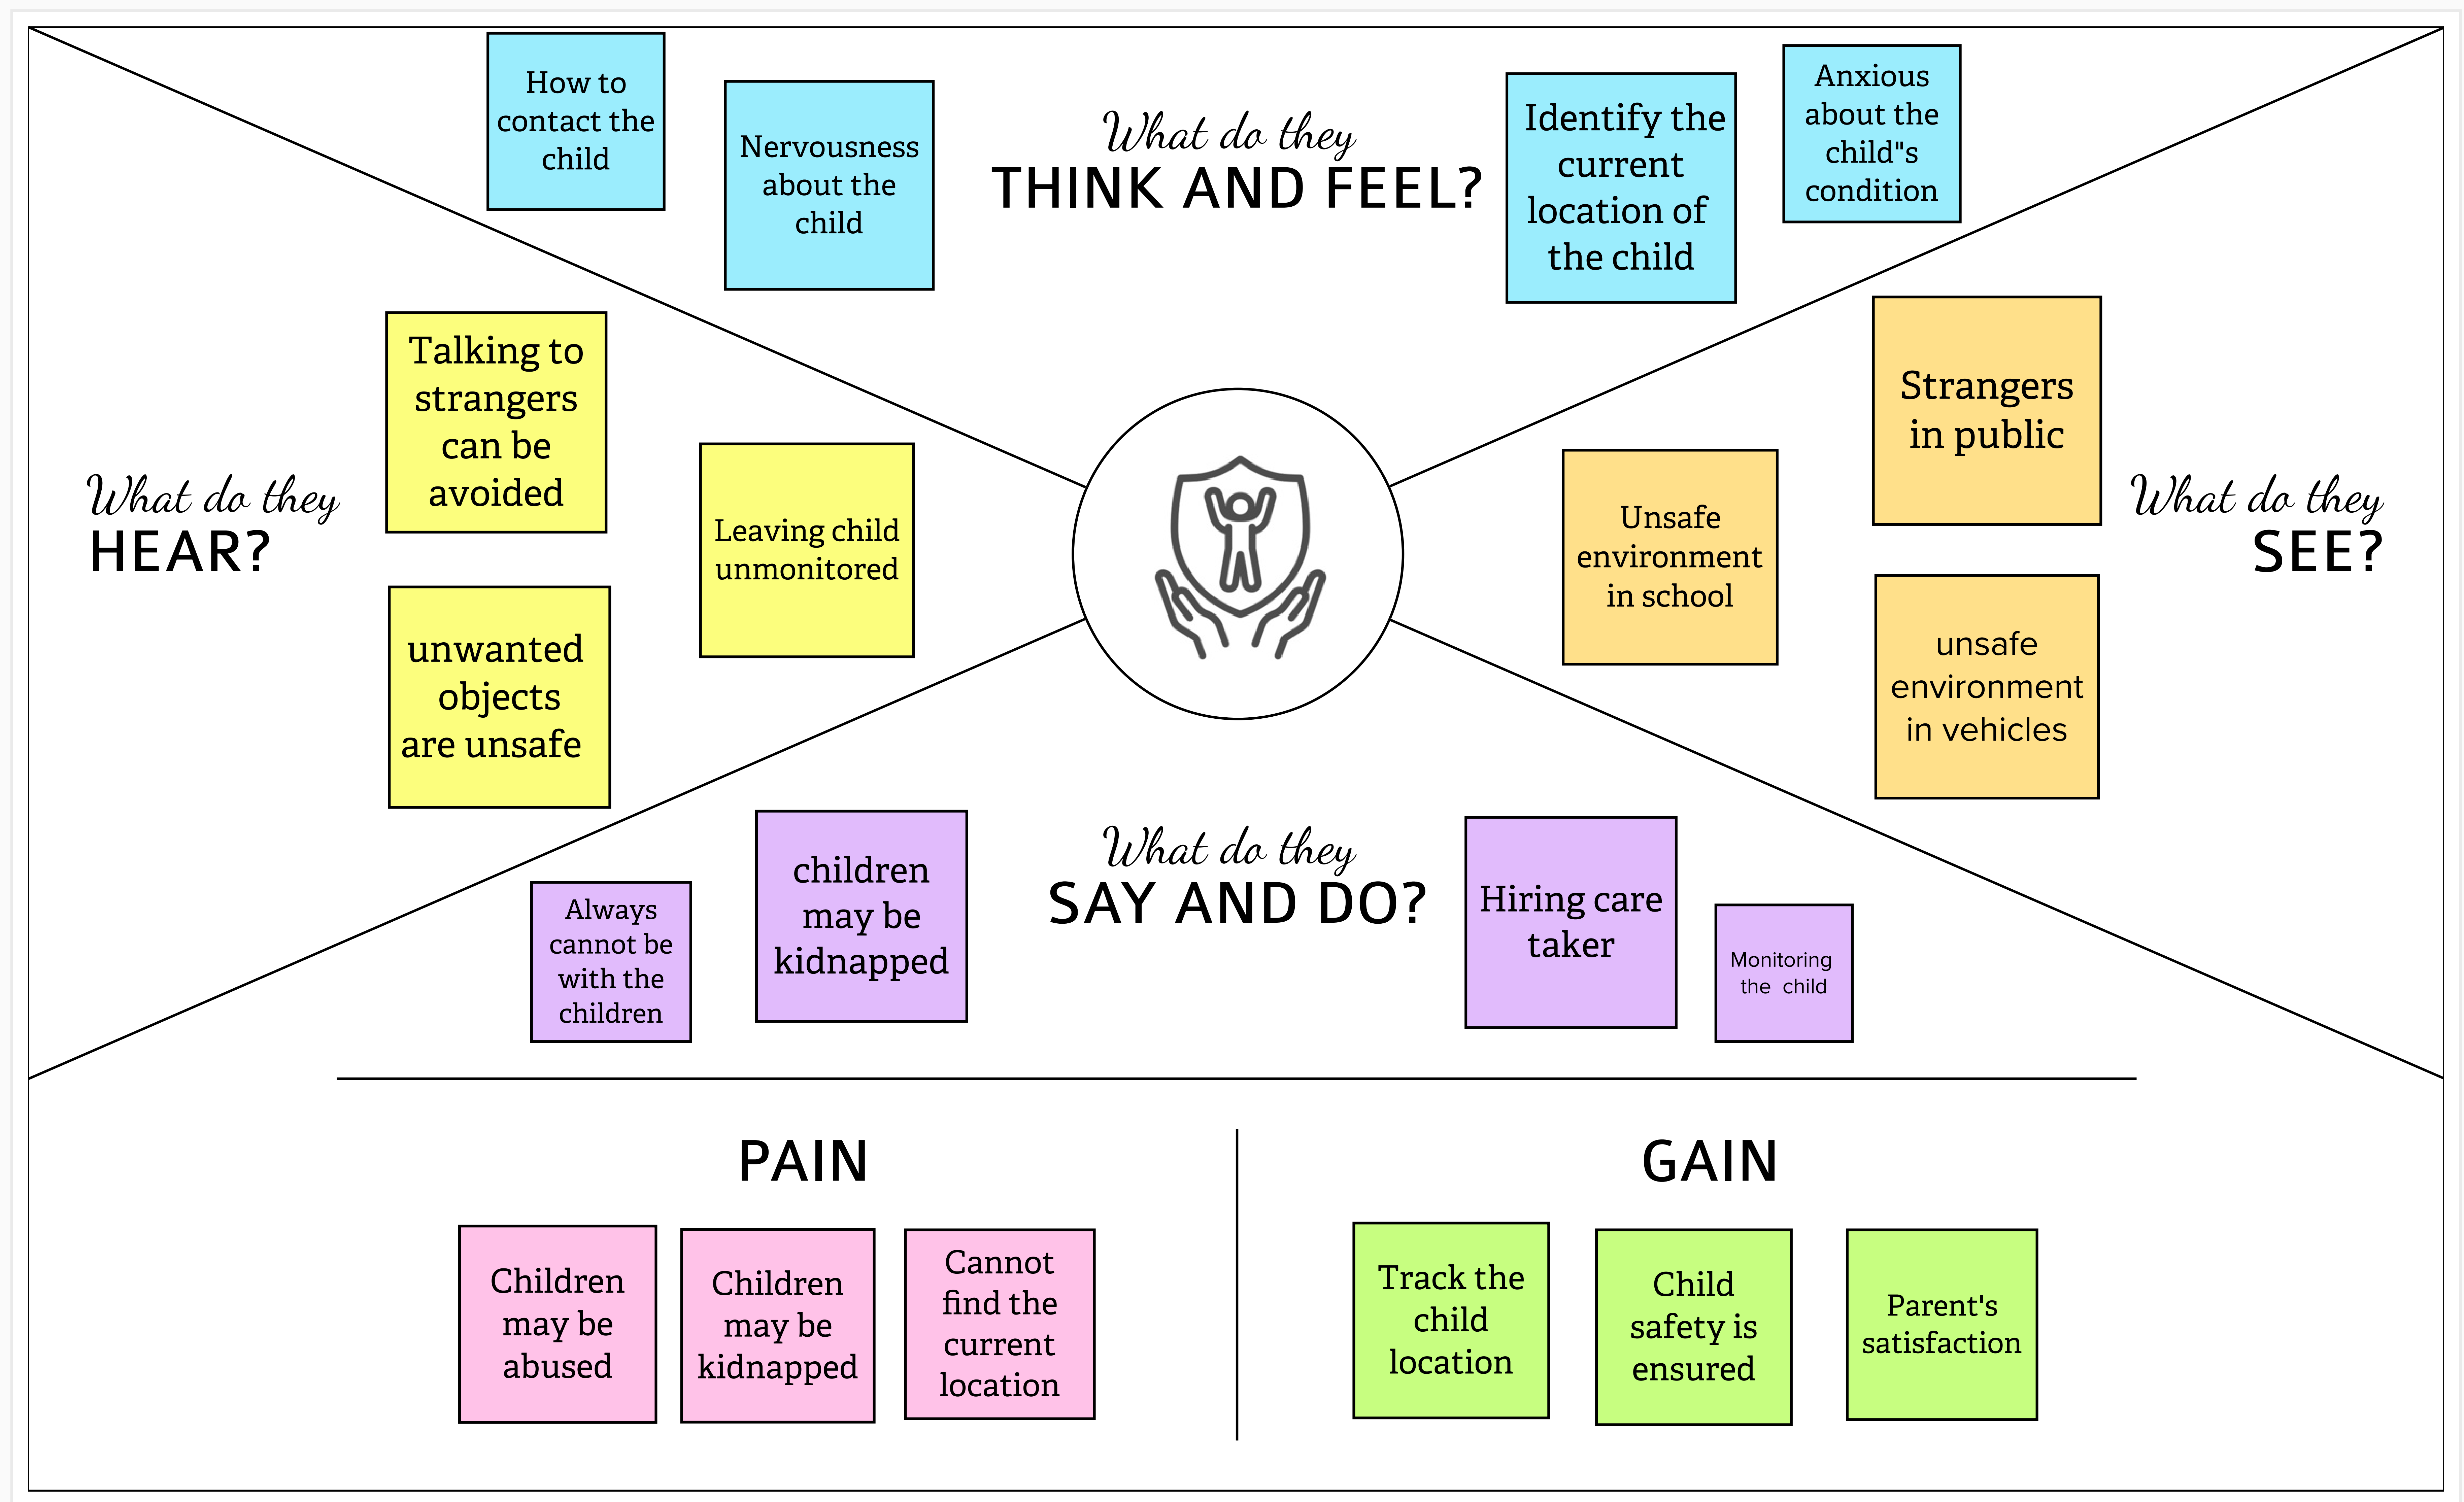 How to
contact the
child
Nervousness
about the
child
What do they
THINK AND FEEL?
Identify the
current
location of
the child
Anxious
about the
child"s
condition
Talking to
strangers
can be
avoided
Leaving child
unmonitored
What do they
HEAR?
unwanted
objects
are unsafe
Strangers
in public
Unsafe
environment
in school
What do they
SEE?
unsafe
environment
in vehicles
Always
cannot be
with the
children
children
may be
kidnapped
What do they
SAY AND DO?
Hiring care
taker
Monitoring
the child
PAIN
Children
may be
abused
Children
may be
kidnapped
Cannot
find the
current
location
GAIN
Track the
child
location
Child
safety is
ensured
Parent's
satisfaction